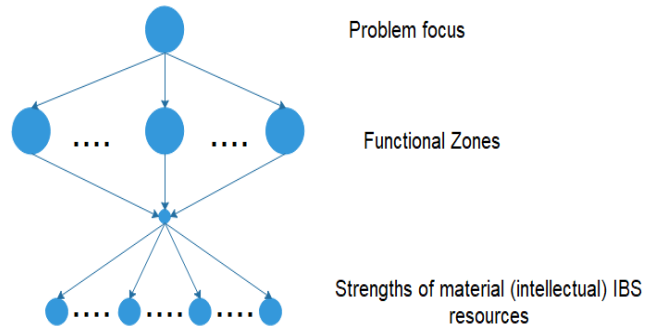 Problem focus
Functional Zones
Strengths of material (intellectual) IBS
resources